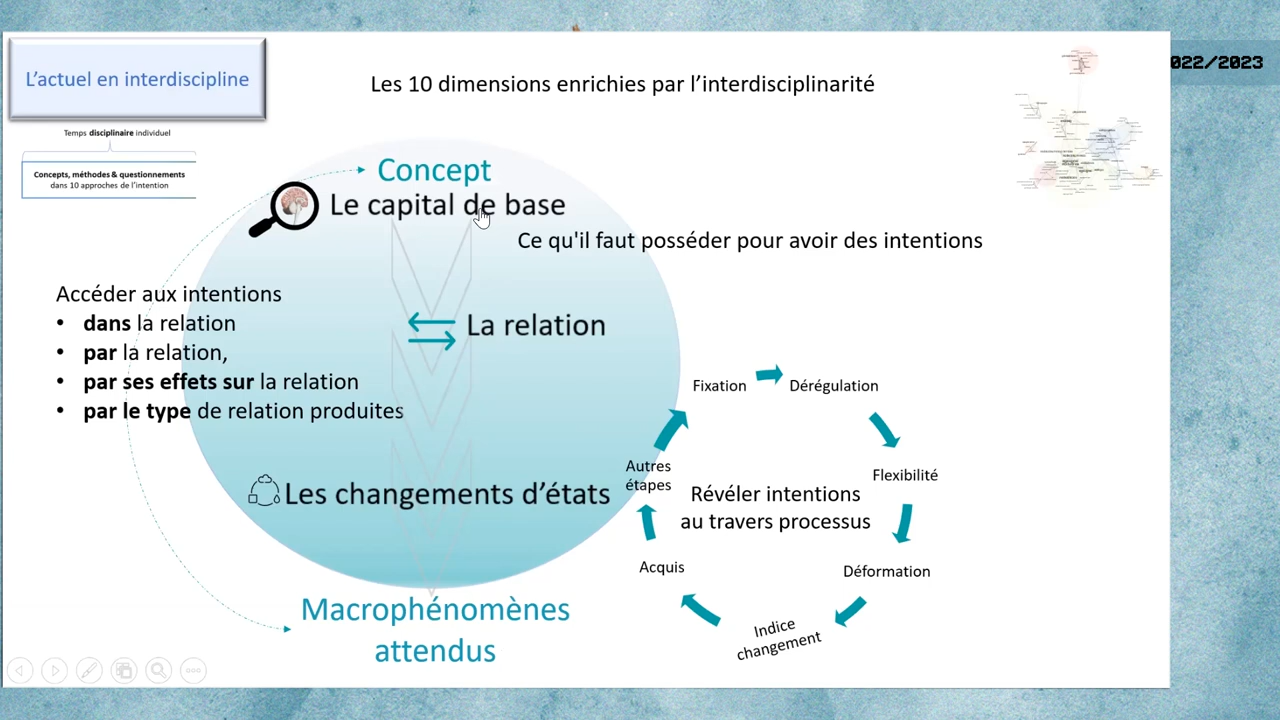 L'actuel en interdiscipline
Les 10 dimensions enrichies par l'interdisciplinarité
022/2023
Temps disciplinaire individuel
Concepts, méthodes & questionnements
dans 10 approches de l'intention
Concept
Le capital de base
Ce qu'il faut posséder pour avoir des intentions
Accéder aux intentions
• dans la relation
• par la relation,
• par ses effets sur la relation
• par le type de relation produites
La relation
Les changements d'états
Macrophénomènes
attendus
Fixation
Dérégulation
Flexibilité
Déformation
Indice
changement
Acquis
Autres
étapes
Révéler intentions
au travers processus